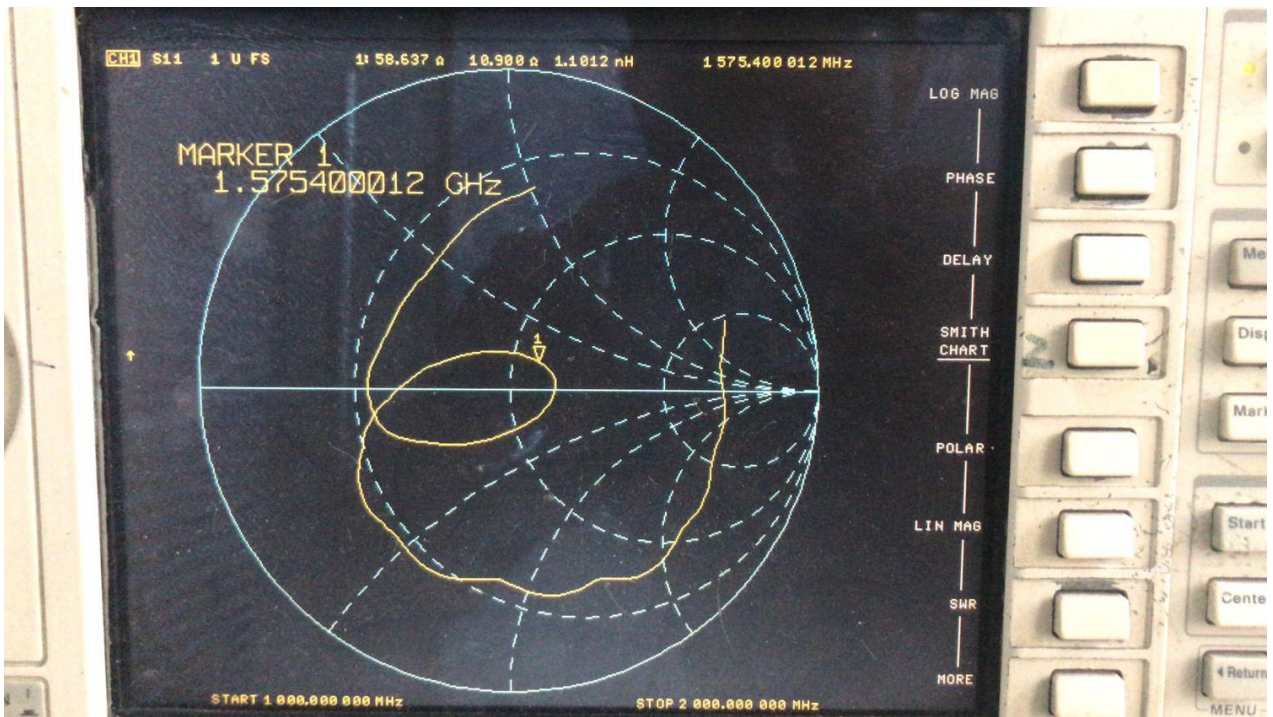 CH1 S11 1 U FS 1: 58.637 Ω 10.900 Ω 1.1012 nH 1 575.400 012 MHz
LOG MAG
MARKER 1
1.575400012 GHz
PHASE
DELAY
1
SMITH
CHART
POLAR
LIN MAG
SWR
MORE
START 1 000.000 000 MHz STOP 2 000.000 000 MHz
Start
Return
MENU